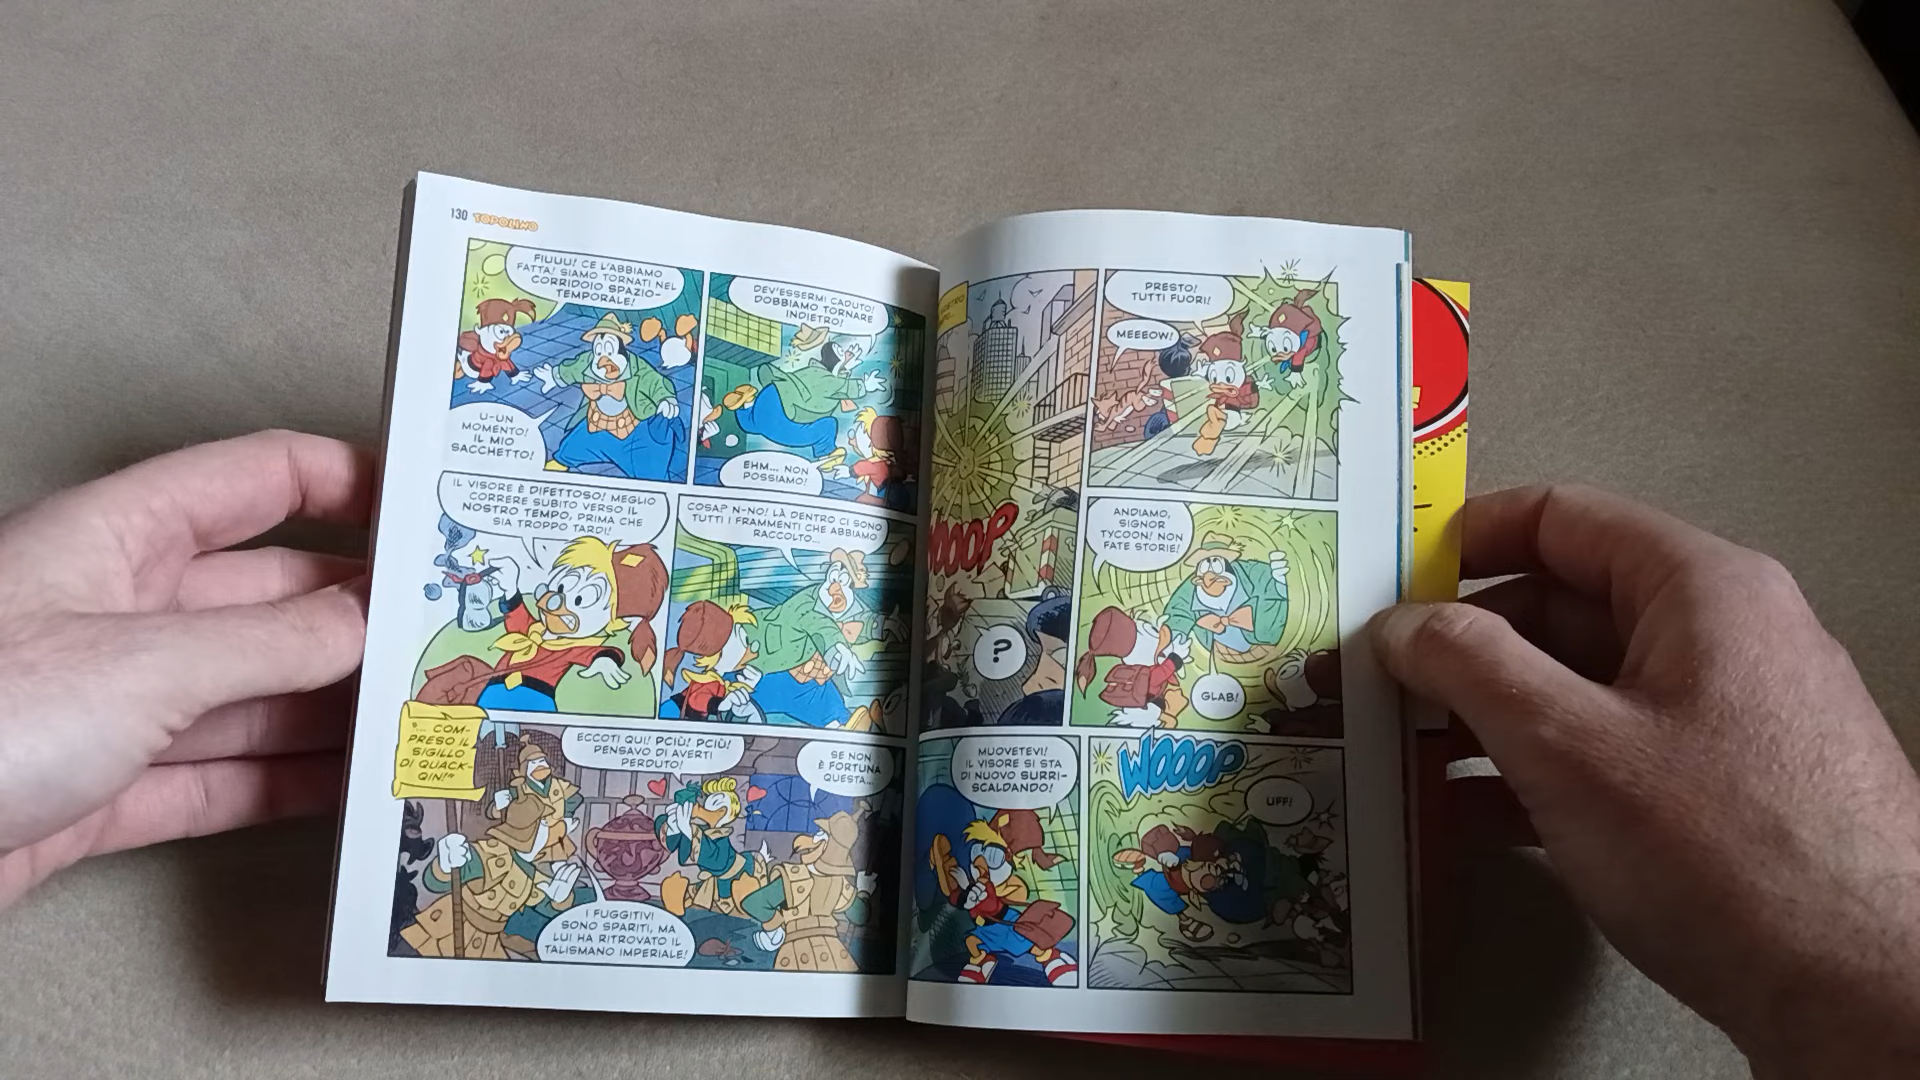 130 TOPOLINO
FIUUU! CE L'ABBIAMO
FATTA! SIAMO TORNATI NEL
CORRIDOIO SPAZIO-
TEMPORALE!
U-UN
MOMENTO!
IL MIO
SACCHETTO!
DEV'ESSERMI CADUTO!
DOBBIAMO TORNARE
INDIETRO!
EHM... NON
POSSIAMO!
IL VISORE È DIFETTOSO! MEGLIO
CORRERE SUBITO VERSO IL
NOSTRO TEMPO, PRIMA CHE
SIA TROPPO TARDI!
COSA? N-NO! LÀ DENTRO CI SONO
TUTTI I FRAMMENTI CHE ABBIAMO
RACCOLTO...
"... COM-
PRESO IL
SIGILLO
DI QUACK-
QIN!"
ECCOTI QUI! PCIÙ! PCIÙ!
PENSAVO DI AVERTI
PERDUTO!
SE NON
È FORTUNA
QUESTA...
I FUGGITIVI
SONO SPARITI, MA
LUI HA RITROVATO IL
TALISMANO IMPERIALE!
WOOOP
?
PRESTO!
TUTTI FUORI!
MEEEOW!
ANDIAMO,
SIGNOR
TYCOON! NON
FATE STORIE!
GLAB!
MUOVETEVI!
IL VISORE SI STA
DI NUOVO SURRI-
SCALDANDO!
WOOOP
UFF!